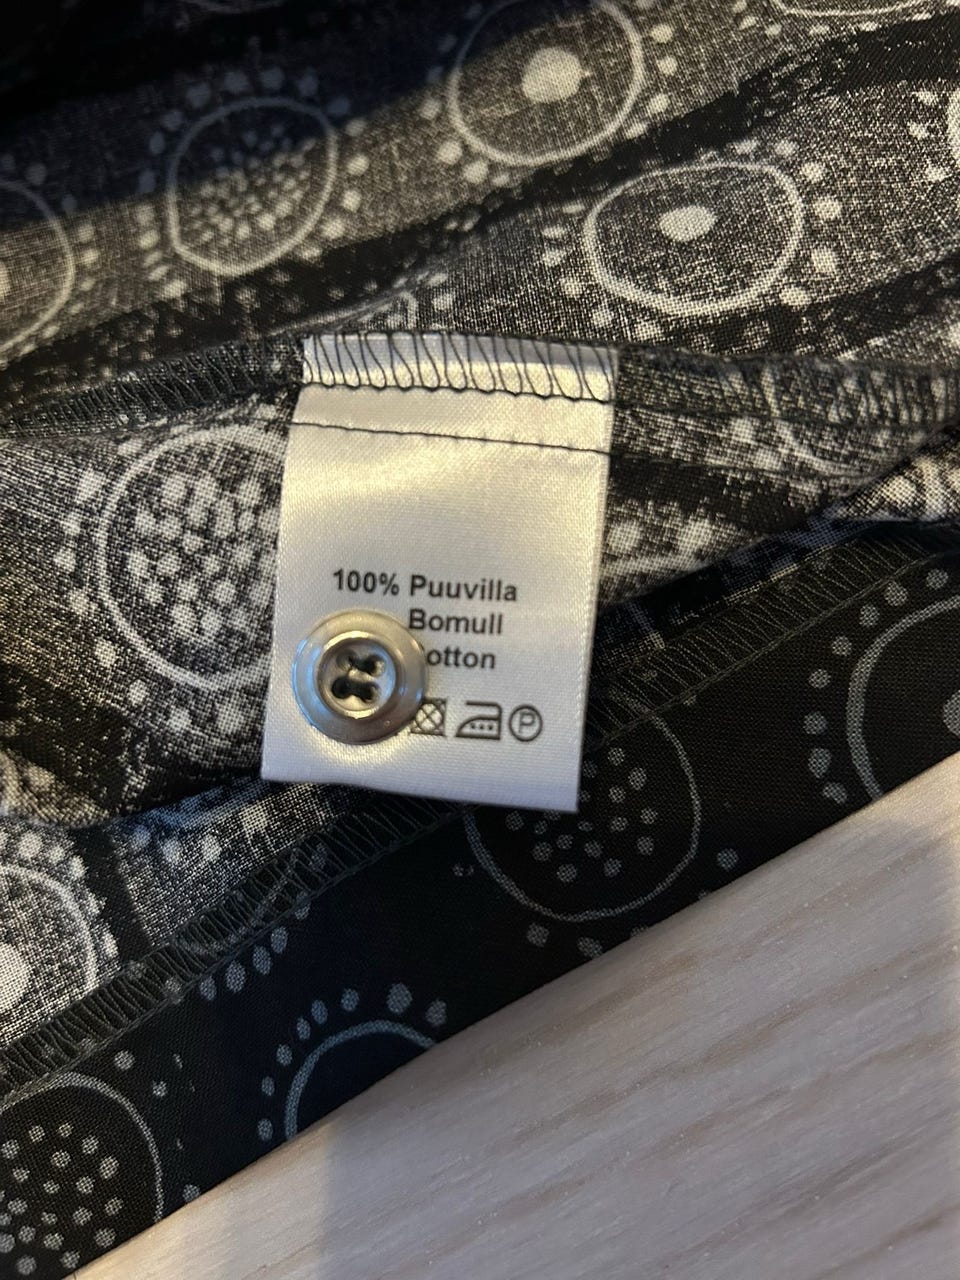 100% Puuvilla
Bomull
otton
P